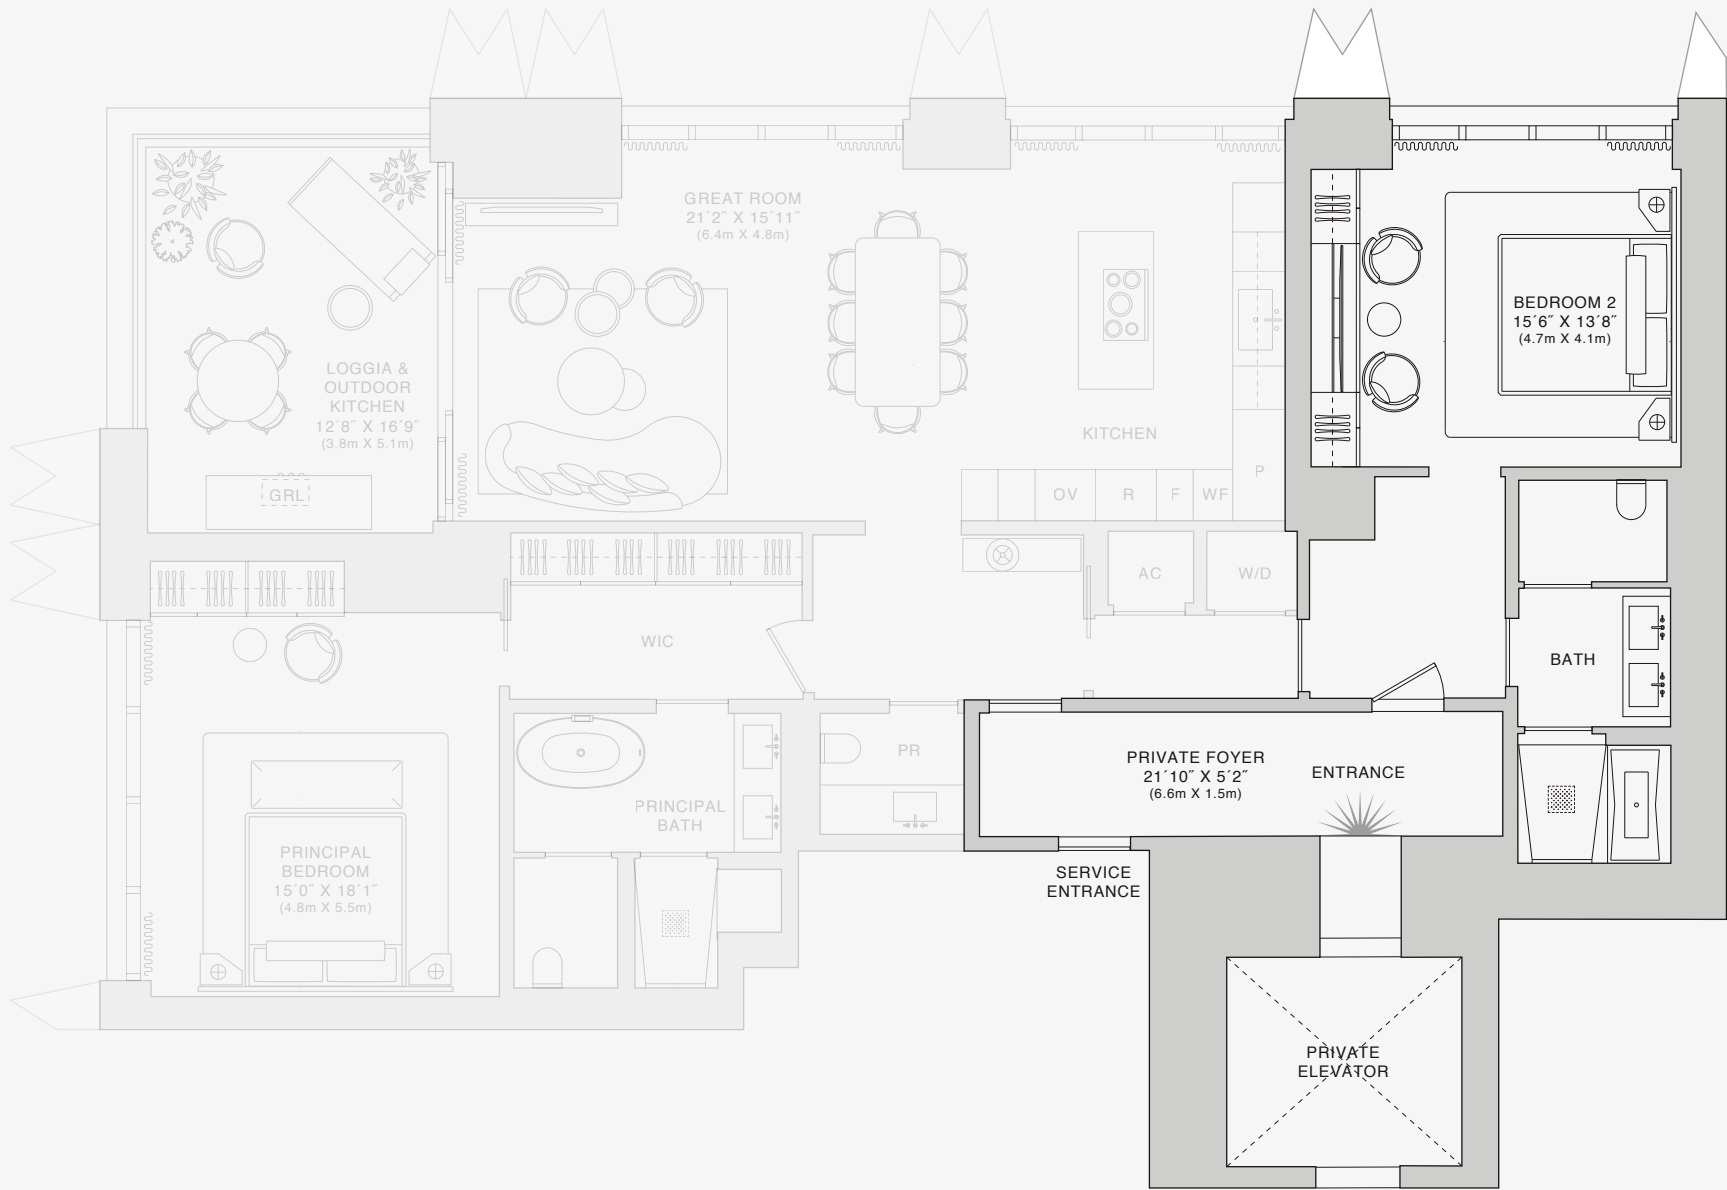 GREAT ROOM
21´2˝ X 15´11˝
(6.4m X 4.8m)
LOGGIA &
OUTDOOR
KITCHEN
12´8˝ X 16´9˝
(3.8m X 5.1m)
GRL
KITCHEN
OV
R
F
WF
P
BEDROOM 2
15´6˝ X 13´8˝
(4.7m X 4.1m)
AC
W/D
WIC
BATH
PRIVATE FOYER
21´10˝ X 5´2˝
(6.6m X 1.5m)
ENTRANCE
PR
PRINCIPAL
BATH
PRINCIPAL
BEDROOM
15´0˝ X 18´1˝
(4.8m X 5.5m)
SERVICE
ENTRANCE
PRIVATE
ELEVATOR